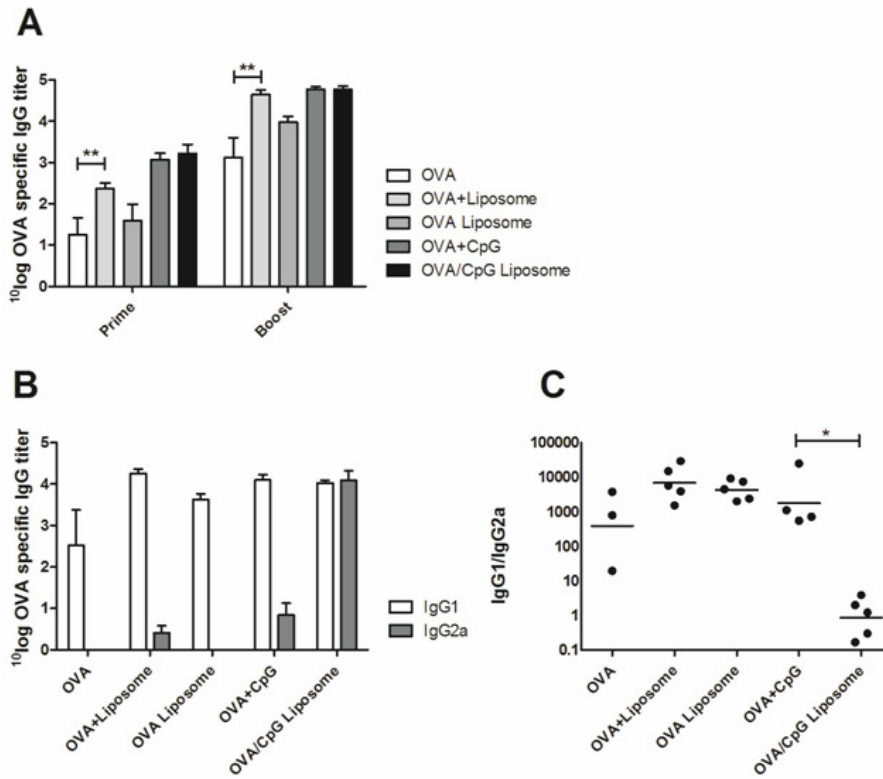 A
¹⁰log OVA specific IgG titer
5
4
3
2
1
0
**
**
Prime
Boost
OVA
OVA+Liposome
OVA Liposome
OVA+CpG
OVA/CpG Liposome
B
¹⁰log OVA specific IgG titer
5
4
3
2
1
0
OVA
OVA+Liposome
OVA Liposome
OVA+CpG
OVA/CpG Liposome
IgG1
IgG2a
C
IgG1/IgG2a
100000
10000
1000
100
10
1
0.1
*
OVA
OVA+Liposome
OVA Liposome
OVA+CpG
OVA/CpG Liposome